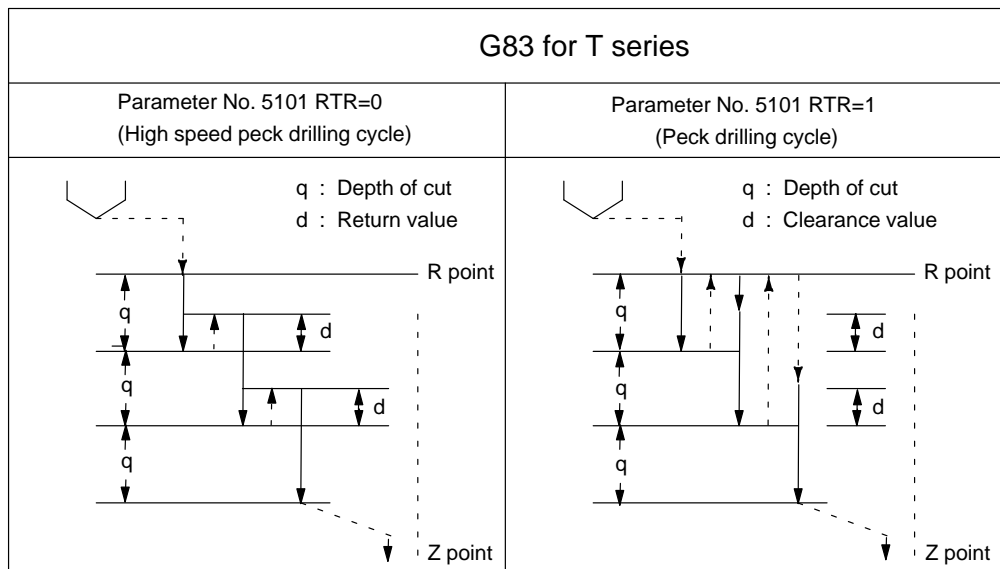 G83 for T series
Parameter No. 5101 RTR=0
(High speed peck drilling cycle)
Parameter No. 5101 RTR=1
(Peck drilling cycle)
q : Depth of cut
d : Return value
R point
q
d
q
d
q
Z point
q : Depth of cut
d : Clearance value
R point
q
d
q
d
q
Z point